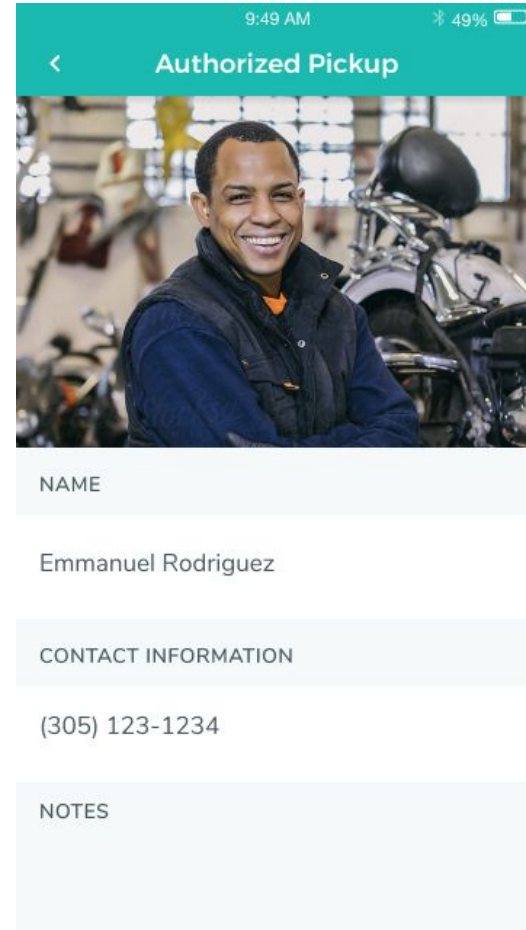 9:49 AM
49%
Authorized Pickup
NAME
Emmanuel Rodriguez
CONTACT INFORMATION
(305) 123-1234
NOTES